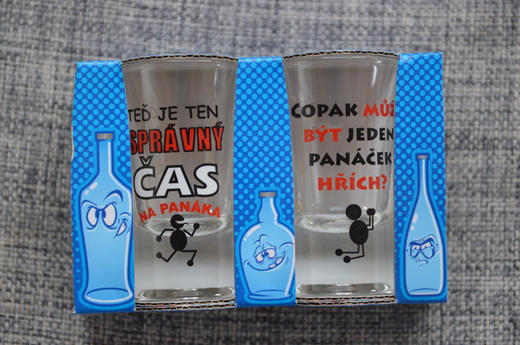 TEĎ JE TEN
SPRÁVNÝ
ČAS
NA PANÁKA
COPAK MŮŽ
BÝT JEDEN
PANÁČEK
HŘÍCH?